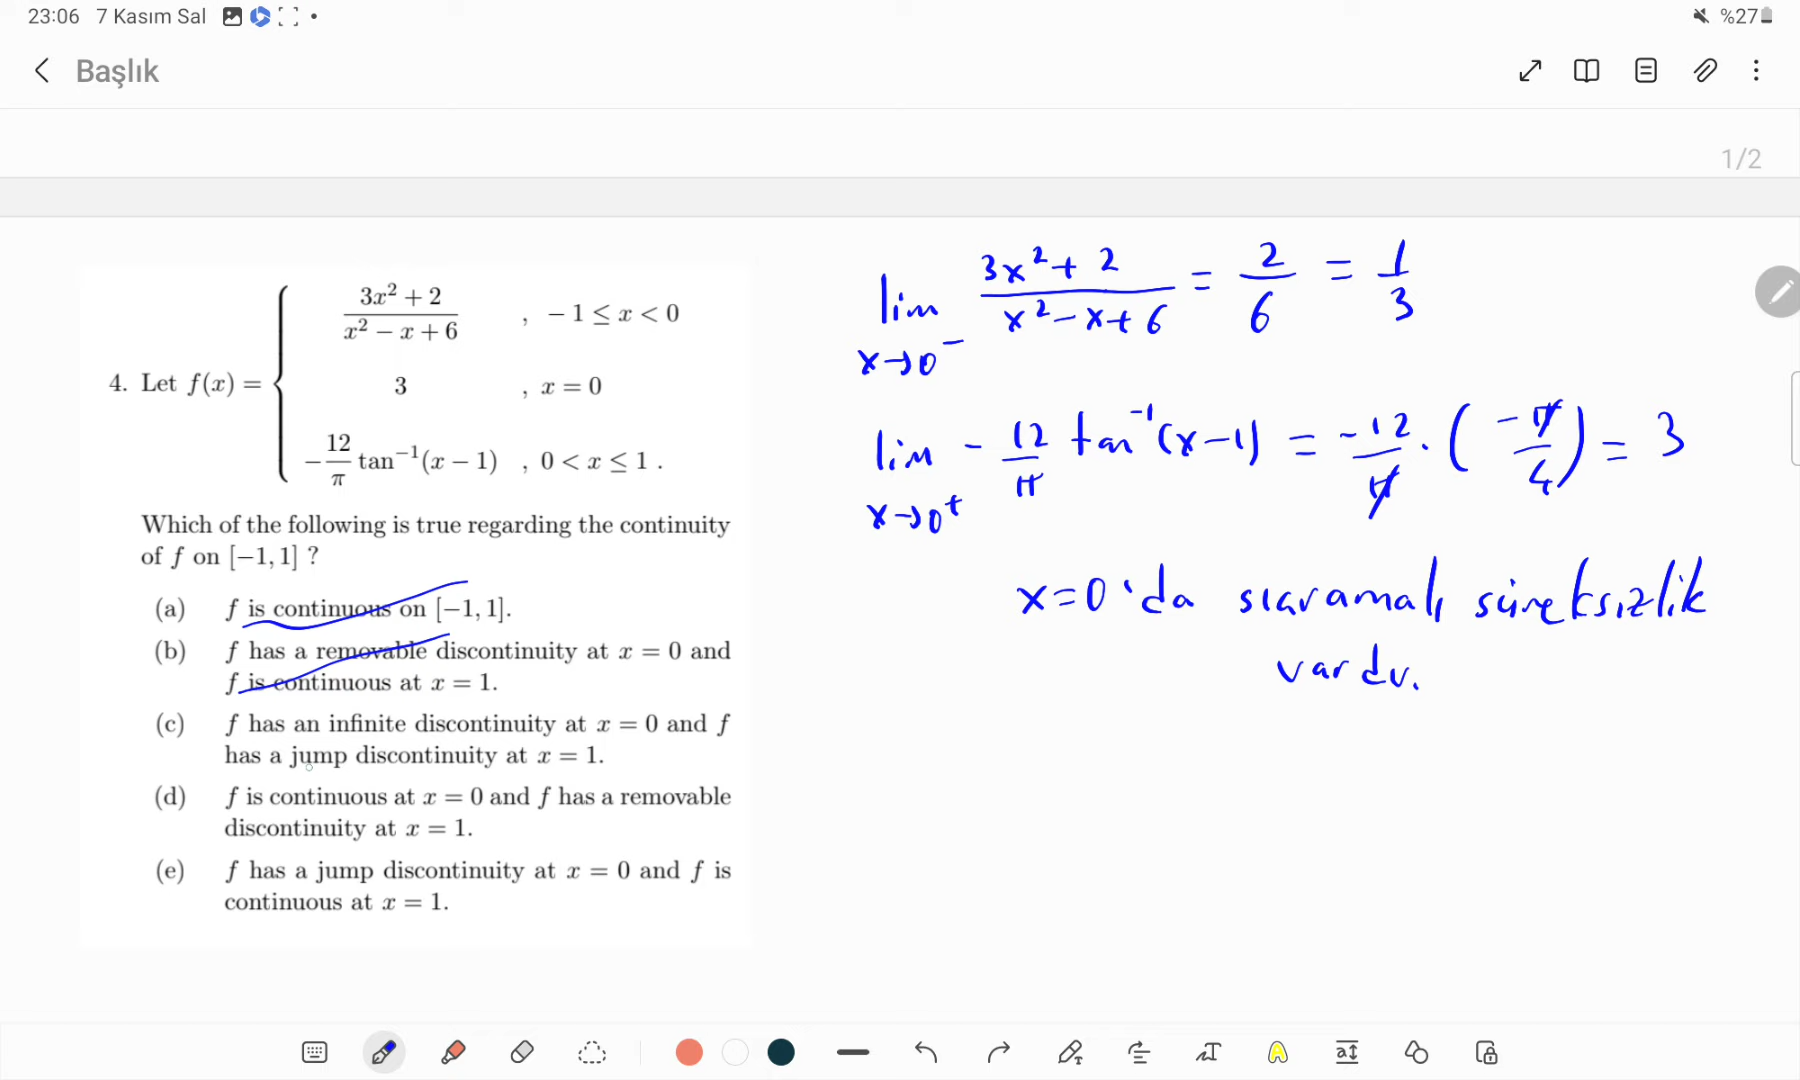 23:06 7 Kasım Sal
%27
Başlık
1/2
4. Let f(x) = { (3x² + 2)/(x² − x + 6) , −1 ≤ x < 0
3 , x = 0
−(12/π) tan⁻¹(x − 1) , 0 < x ≤ 1 .
Which of the following is true regarding the continuity
of f on [−1, 1] ?
(a) f is continuous on [−1, 1].
(b) f has a removable discontinuity at x = 0 and
f is continuous at x = 1.
(c) f has an infinite discontinuity at x = 0 and f
has a jump discontinuity at x = 1.
(d) f is continuous at x = 0 and f has a removable
discontinuity at x = 1.
(e) f has a jump discontinuity at x = 0 and f is
continuous at x = 1.
lim x→0⁻ (3x² + 2)/(x² − x + 6) = 2/6 = 1/3
lim x→0⁺ −(12/π) tan⁻¹(x−1) = (−12/π) · (−π/4) = 3
x=0 'da sıçramalı süreksizlik
vardır.